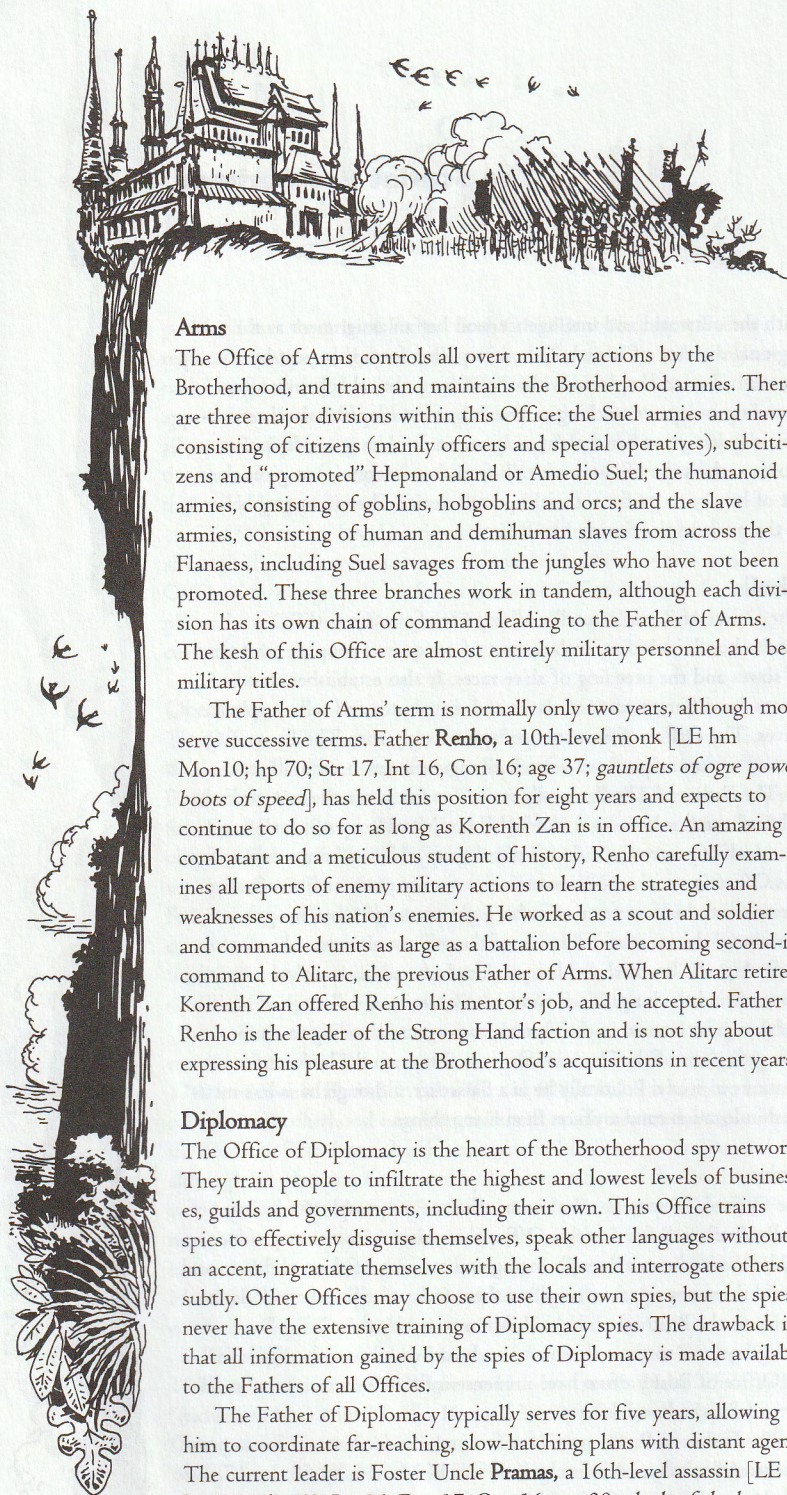 Arms
The Office of Arms controls all overt military actions by the
Brotherhood, and trains and maintains the Brotherhood armies. Ther
are three major divisions within this Office: the Suel armies and navy
consisting of citizens (mainly officers and special operatives), subciti-
zens and “promoted” Hepmonaland or Amedio Suel; the humanoid
armies, consisting of goblins, hobgoblins and orcs; and the slave
armies, consisting of human and demihuman slaves from across the
Flanaess, including Suel savages from the jungles who have not been
promoted. These three branches work in tandem, although each divi-
sion has its own chain of command leading to the Father of Arms.
The kesh of this Office are almost entirely military personnel and be
military titles.
The Father of Arms’ term is normally only two years, although mo
serve successive terms. Father Renho, a 10th-level monk [LE hm
Mon10; hp 70; Str 17, Int 16, Con 16; age 37; gauntlets of ogre powe
boots of speed], has held this position for eight years and expects to
continue to do so for as long as Korenth Zan is in office. An amazing
combatant and a meticulous student of history, Renho carefully exam-
ines all reports of enemy military actions to learn the strategies and
weaknesses of his nation’s enemies. He worked as a scout and soldier
and commanded units as large as a battalion before becoming second-i
command to Alitarc, the previous Father of Arms. When Alitarc retire
Korenth Zan offered Renho his mentor’s job, and he accepted. Father
Renho is the leader of the Strong Hand faction and is not shy about
expressing his pleasure at the Brotherhood’s acquisitions in recent years
Diplomacy
The Office of Diplomacy is the heart of the Brotherhood spy networ
They train people to infiltrate the highest and lowest levels of busines
es, guilds and governments, including their own. This Office trains
spies to effectively disguise themselves, speak other languages without
an accent, ingratiate themselves with the locals and interrogate others
subtly. Other Offices may choose to use their own spies, but the spies
never have the extensive training of Diplomacy spies. The drawback i
that all information gained by the spies of Diplomacy is made availab
to the Fathers of all Offices.
The Father of Diplomacy typically serves for five years, allowing
him to coordinate far-reaching, slow-hatching plans with distant agen
The current leader is Foster Uncle Pramas, a 16th-level assassin [LE